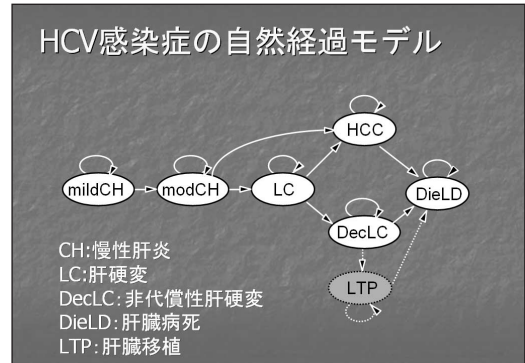 HCV感染症の自然経過モデル
HCC
mildCH
modCH
LC
DieLD
DecLC
LTP
CH:慢性肝炎
LC:肝硬変
DecLC:非代償性肝硬変
DieLD:肝臓病死
LTP:肝臓移植